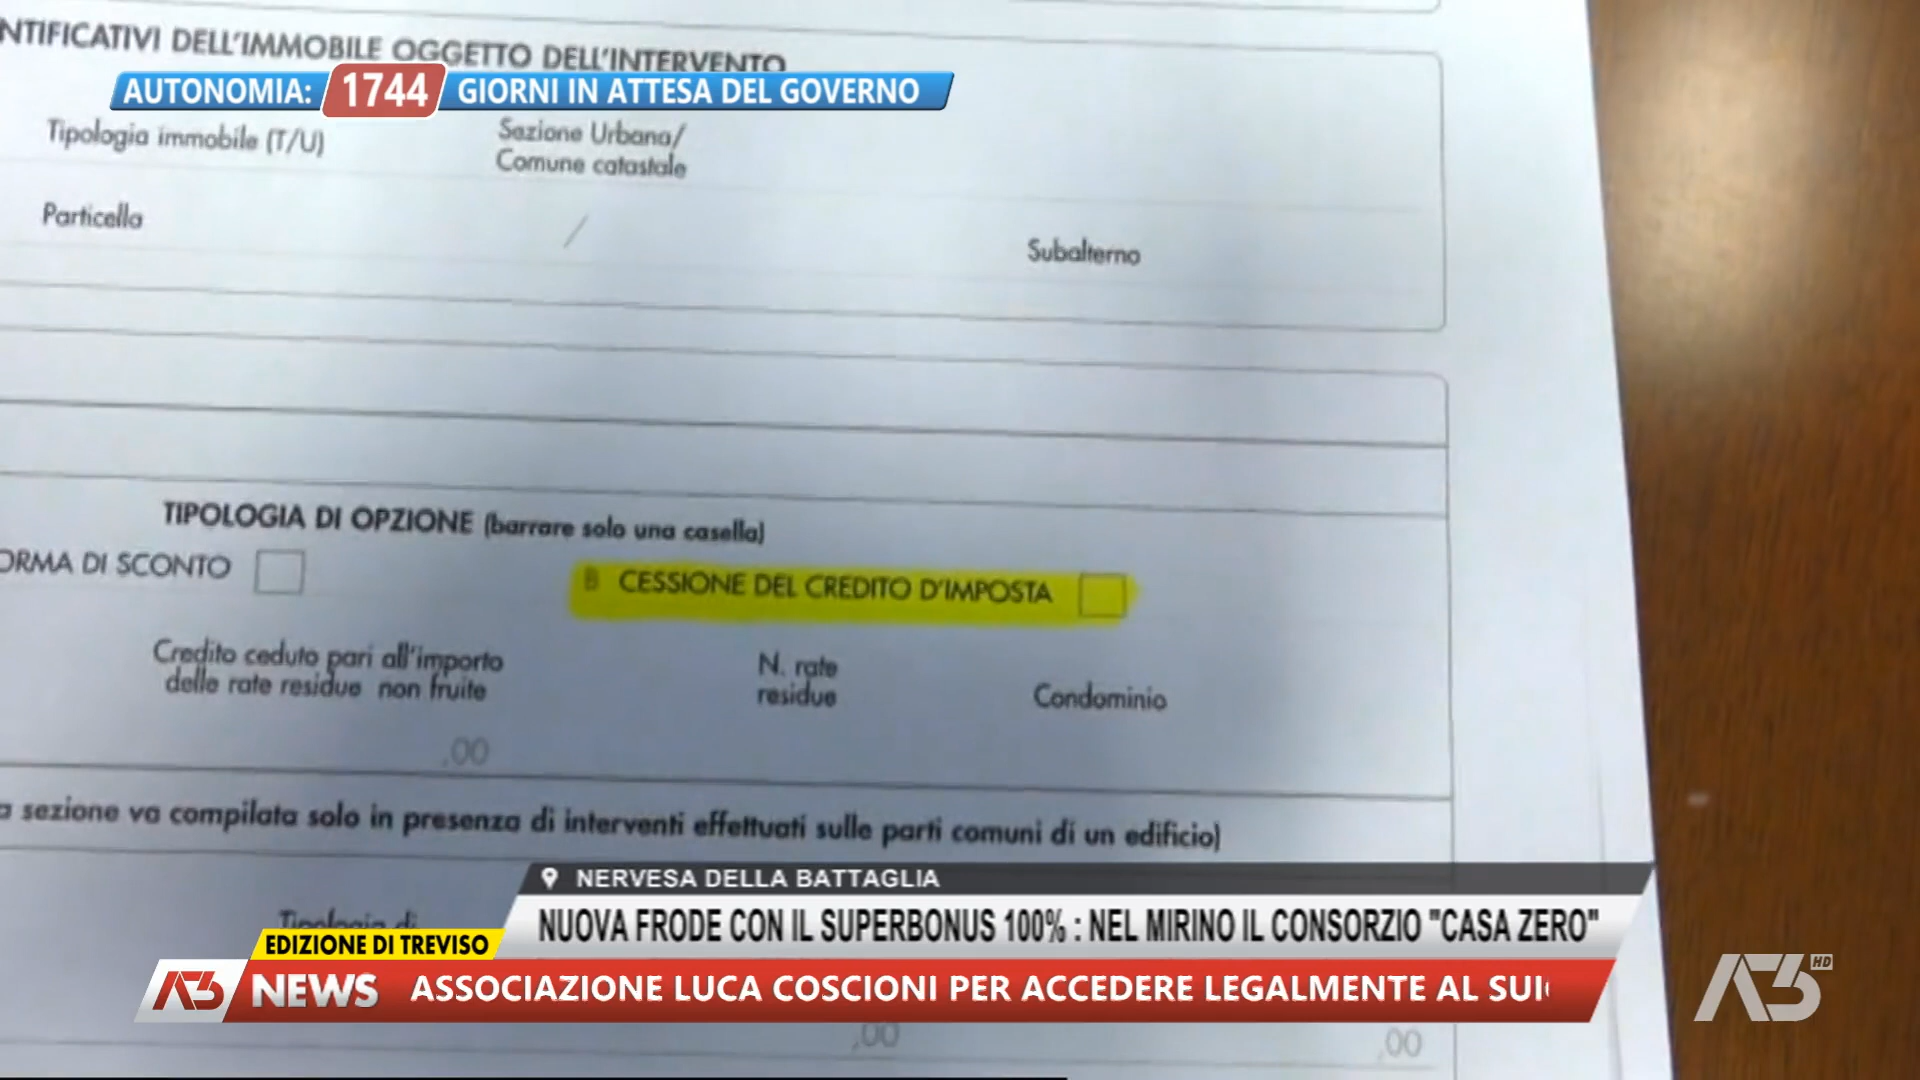 NTIFICATIVI DELL'IMMOBILE OGGETTO DELL'INTERVENTO
AUTONOMIA: 1744 GIORNI IN ATTESA DEL GOVERNO
Tipologia immobile (T/U)
Sezione Urbana/
Comune catastale
Particella
/
Subalterno
TIPOLOGIA DI OPZIONE (barrare solo una casella)
ORMA DI SCONTO
B CESSIONE DEL CREDITO D'IMPOSTA
Credito ceduto pari all'importo
delle rate residue non fruite
N. rate
residue
Condominio
,00
a sezione va compilata solo in presenza di interventi effettuati sulle parti comuni di un edificio)
Tipologia di
NERVESA DELLA BATTAGLIA
NUOVA FRODE CON IL SUPERBONUS 100% : NEL MIRINO IL CONSORZIO "CASA ZERO"
EDIZIONE DI TREVISO
A3 NEWS ASSOCIAZIONE LUCA COSCIONI PER ACCEDERE LEGALMENTE AL SUI
A3 HD
,00
,00